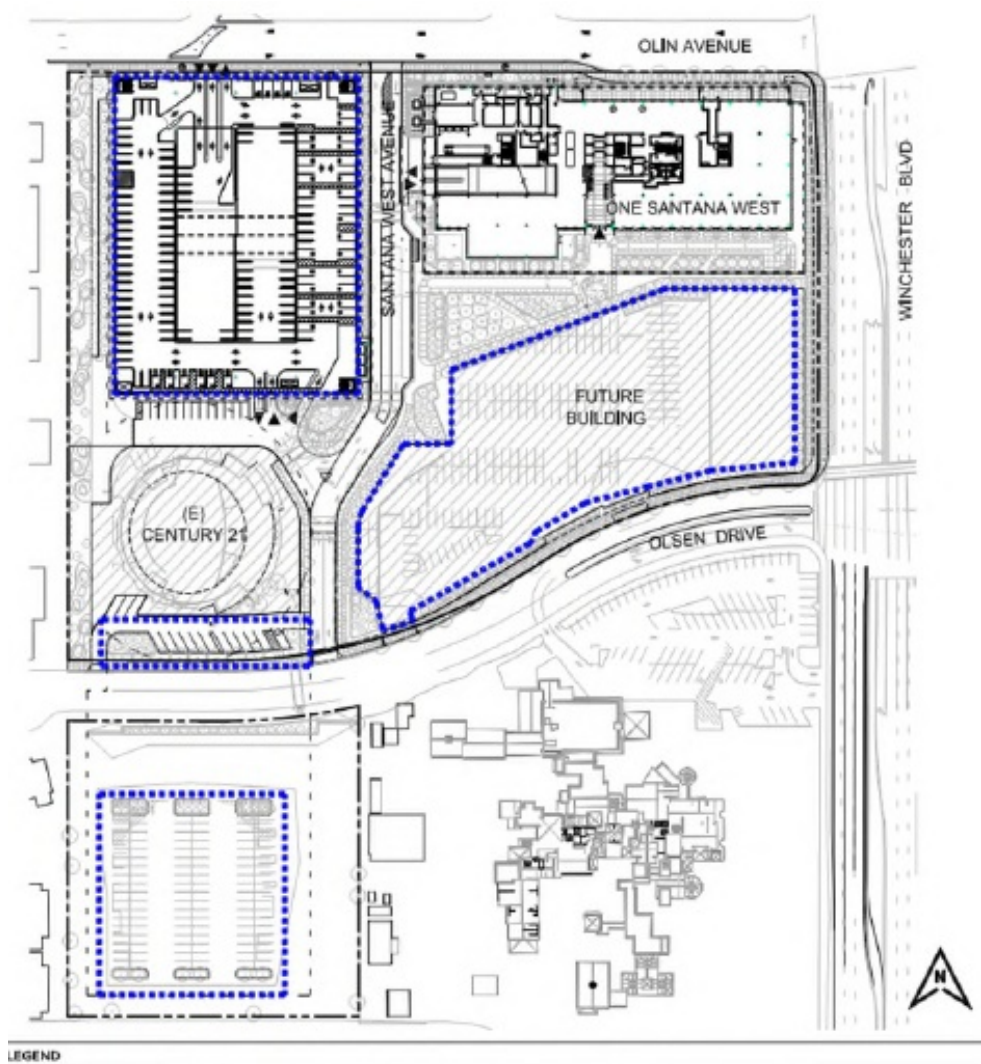 OLIN AVENUE
SANTANA WEST AVENUE
WINCHESTER BLVD
ONE SANTANA WEST
FUTURE
BUILDING
(E)
CENTURY 21
OLSEN DRIVE
N
LEGEND